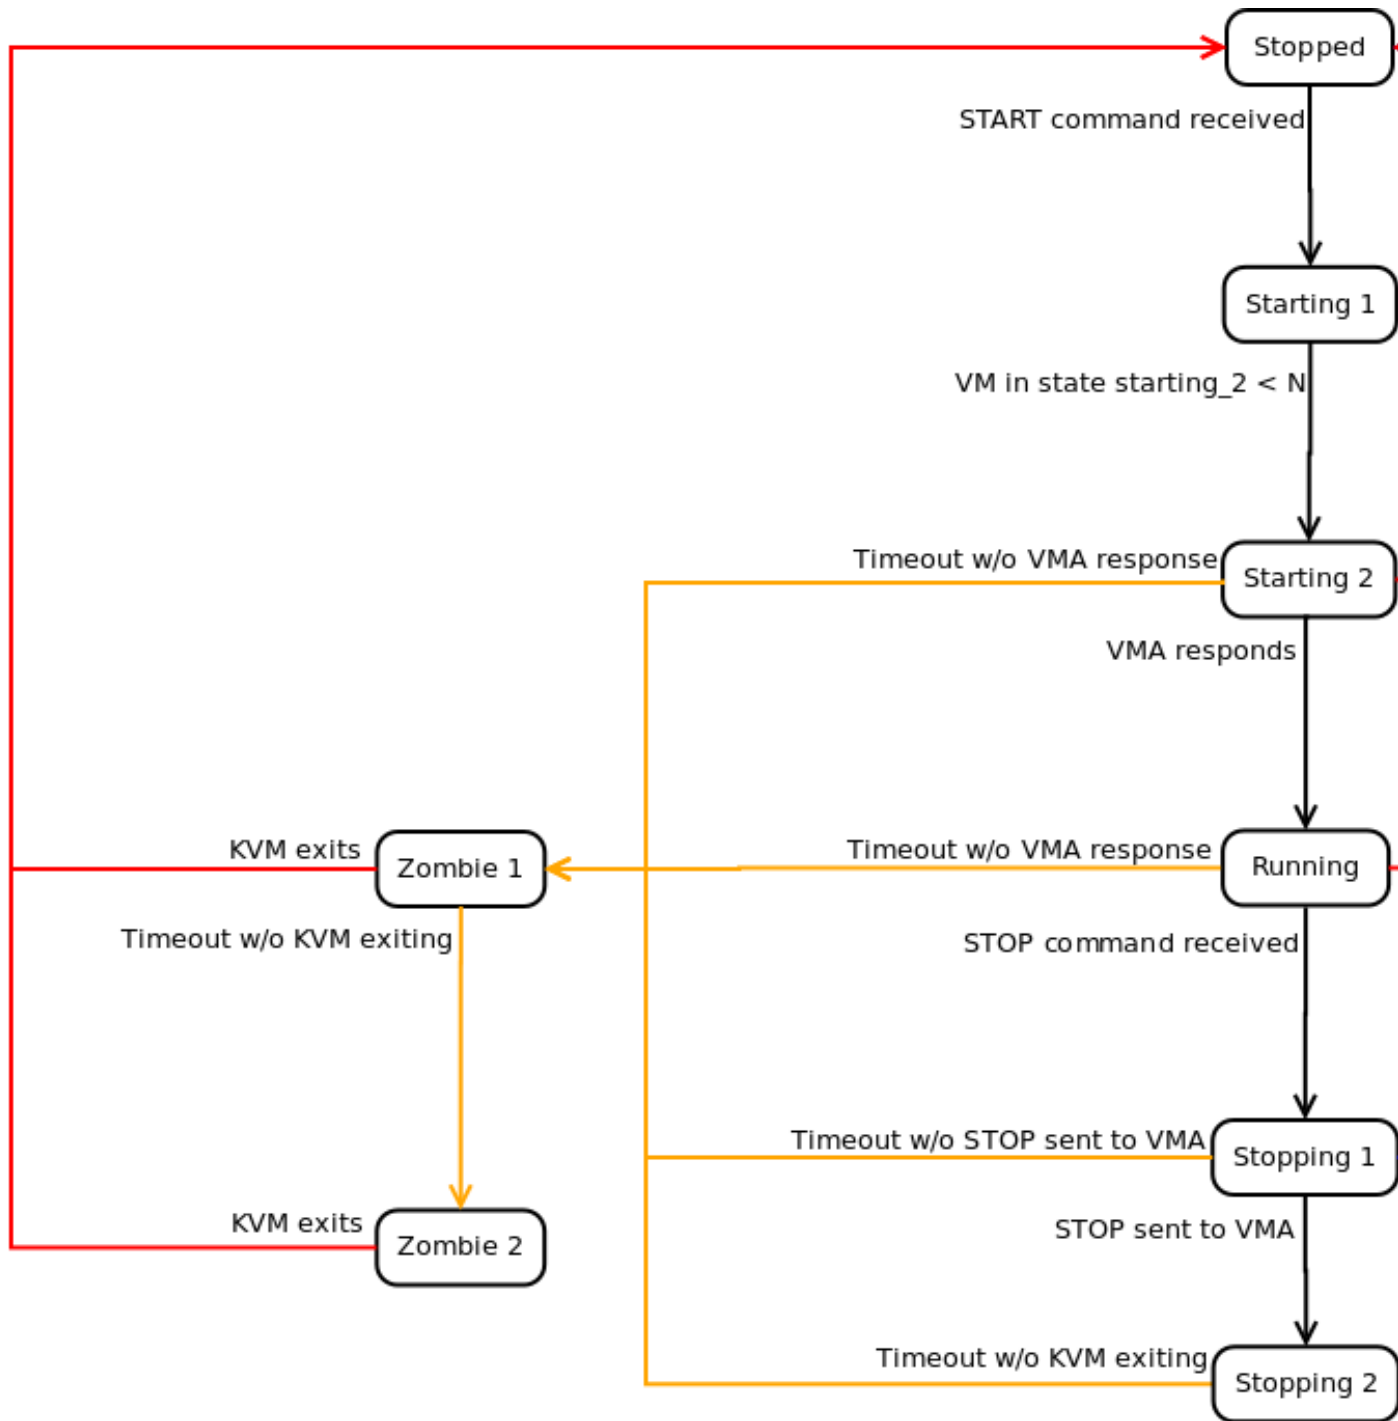 Stopped
START command received
Starting 1
VM in state starting_2 < N
Timeout w/o VMA response
Starting 2
VMA responds
KVM exits
Zombie 1
Timeout w/o VMA response
Running
Timeout w/o KVM exiting
STOP command received
Timeout w/o STOP sent to VMA
Stopping 1
KVM exits
Zombie 2
STOP sent to VMA
Timeout w/o KVM exiting
Stopping 2